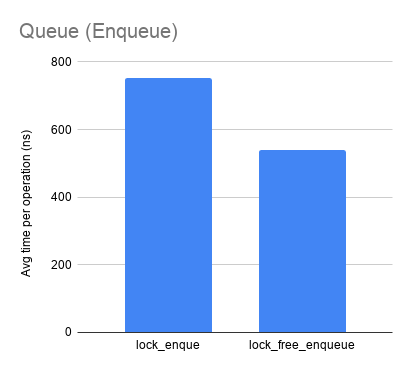 Queue (Enqueue)
Avg time per operation (ns)
800
600
400
200
0
lock_enque
lock_free_enqueue